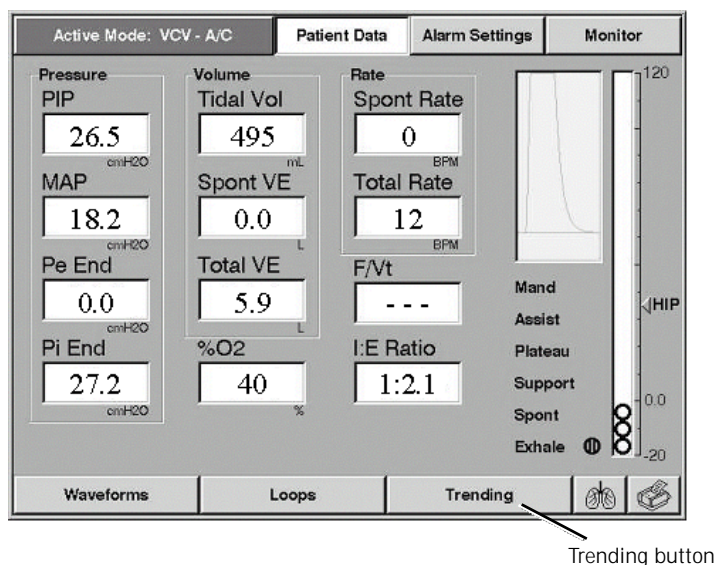 Active Mode: VCV - A/C
Patient Data
Alarm Settings
Monitor
Pressure
PIP
26.5
cmH2O
MAP
18.2
cmH2O
Pe End
0.0
cmH2O
Pi End
27.2
cmH2O
Volume
Tidal Vol
495
mL
Spont VE
0.0
L
Total VE
5.9
L
%O2
40
%
Rate
Spont Rate
0
BPM
Total Rate
12
BPM
F/Vt
- - -
I:E Ratio
1:2.1
Mand
Assist
Plateau
Support
Spont
Exhale
120
HIP
0.0
-20
Waveforms
Loops
Trending
Trending button